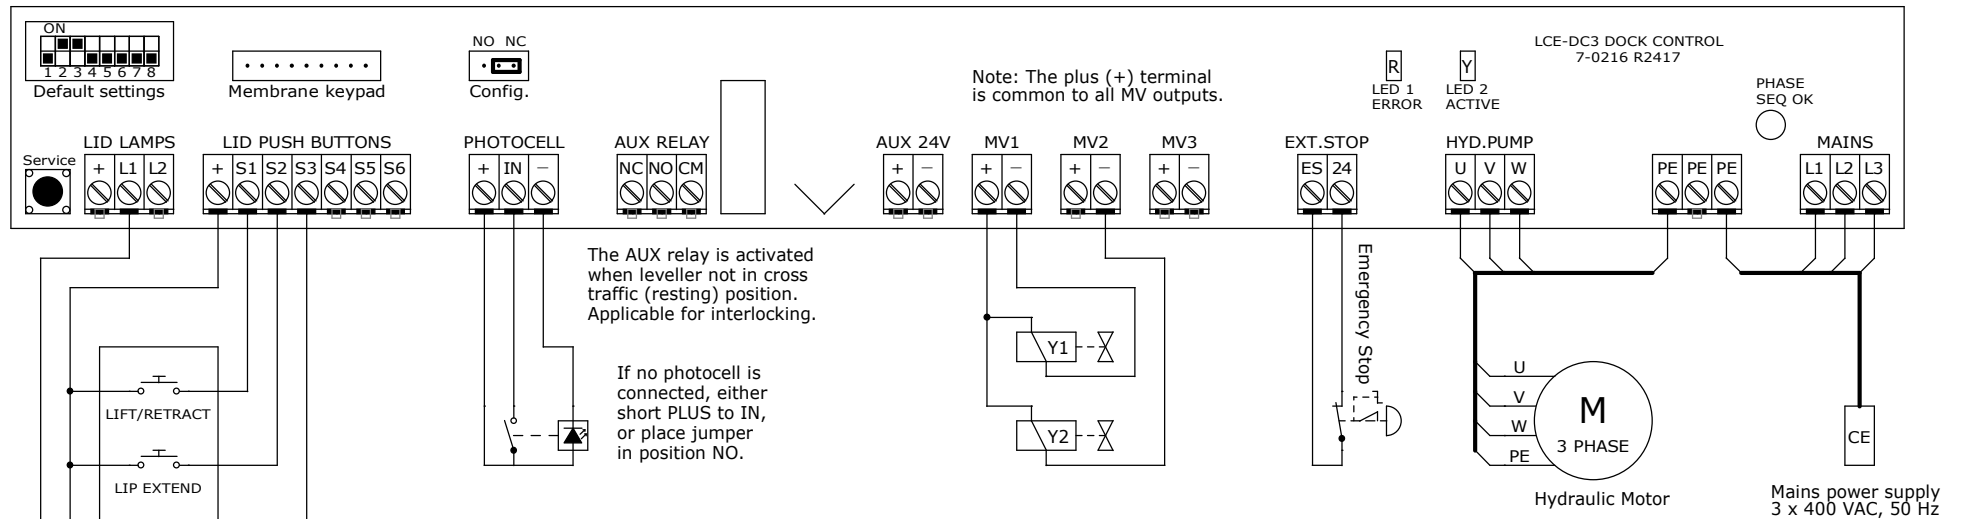 ON
1 2 3 4 5 6 7 8
Default settings
Membrane keypad
NO NC
Config.
Note: The plus (+) terminal
is common to all MV outputs.
R
LED 1
ERROR
Y
LED 2
ACTIVE
LCE-DC3 DOCK CONTROL
7-0216 R2417
PHASE
SEQ OK
Service
LID LAMPS
+ L1 L2
LID PUSH BUTTONS
+ S1 S2 S3 S4 S5 S6
PHOTOCELL
+ IN −
AUX RELAY
NC NO CM
AUX 24V
+ −
MV1
+ −
MV2
+ −
MV3
+ −
EXT.STOP
ES 24
HYD.PUMP
U V W
PE PE PE
MAINS
L1 L2 L3
The AUX relay is activated
when leveller not in cross
traffic (resting) position.
Applicable for interlocking.
If no photocell is
connected, either
short PLUS to IN,
or place jumper
in position NO.
LIFT/RETRACT
LIP EXTEND
Y1
Y2
Emergency Stop
U
V
W
PE
M
3 PHASE
Hydraulic Motor
CE
Mains power supply
3 x 400 VAC, 50 Hz